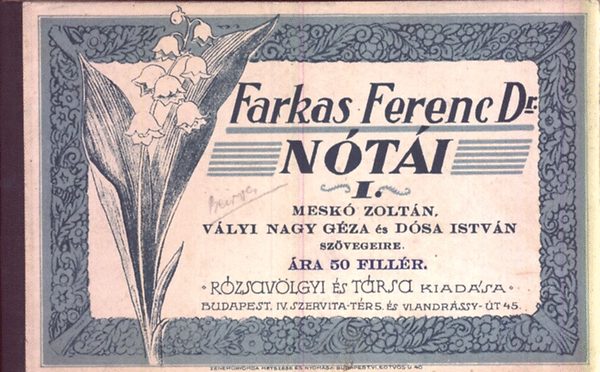 Farkas Ferenc Dr.
NÓTÁI
I.
MESKÓ ZOLTÁN,
VÁLYI NAGY GÉZA és DÓSA ISTVÁN
SZÖVEGEIRE.
ÁRA 50 FILLÉR.
RÓZSAVÖLGYI ÉS TÁRSA KIADÁSA
BUDAPEST, IV. SZERVITA-TÉR 5. ÉS VI. ANDRÁSSY-ÚT 45.